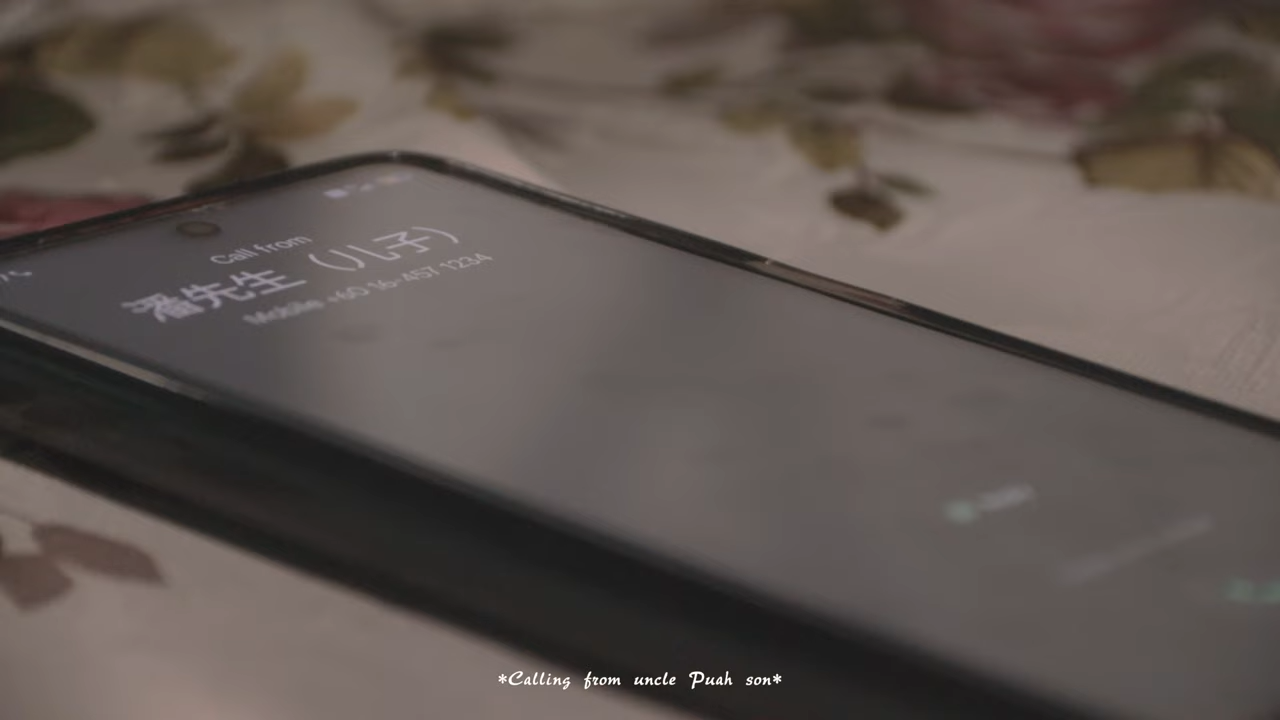 Call from
潘先生（儿子）
Mobile +60 16-457 1234
*Calling from uncle Puah son*